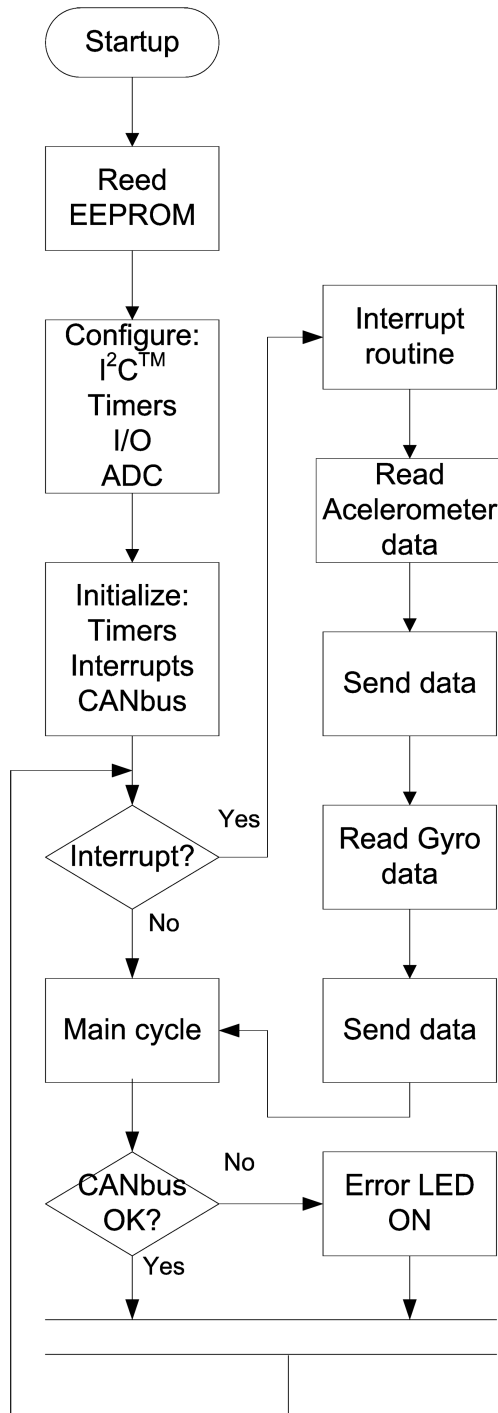 Startup
Reed
EEPROM
Configure:
I²C™
Timers
I/O
ADC
Initialize:
Timers
Interrupts
CANbus
Interrupt?
Yes
No
Main cycle
CANbus
OK?
No
Yes
Interrupt
routine
Read
Acelerometer
data
Send data
Read Gyro
data
Send data
Error LED
ON